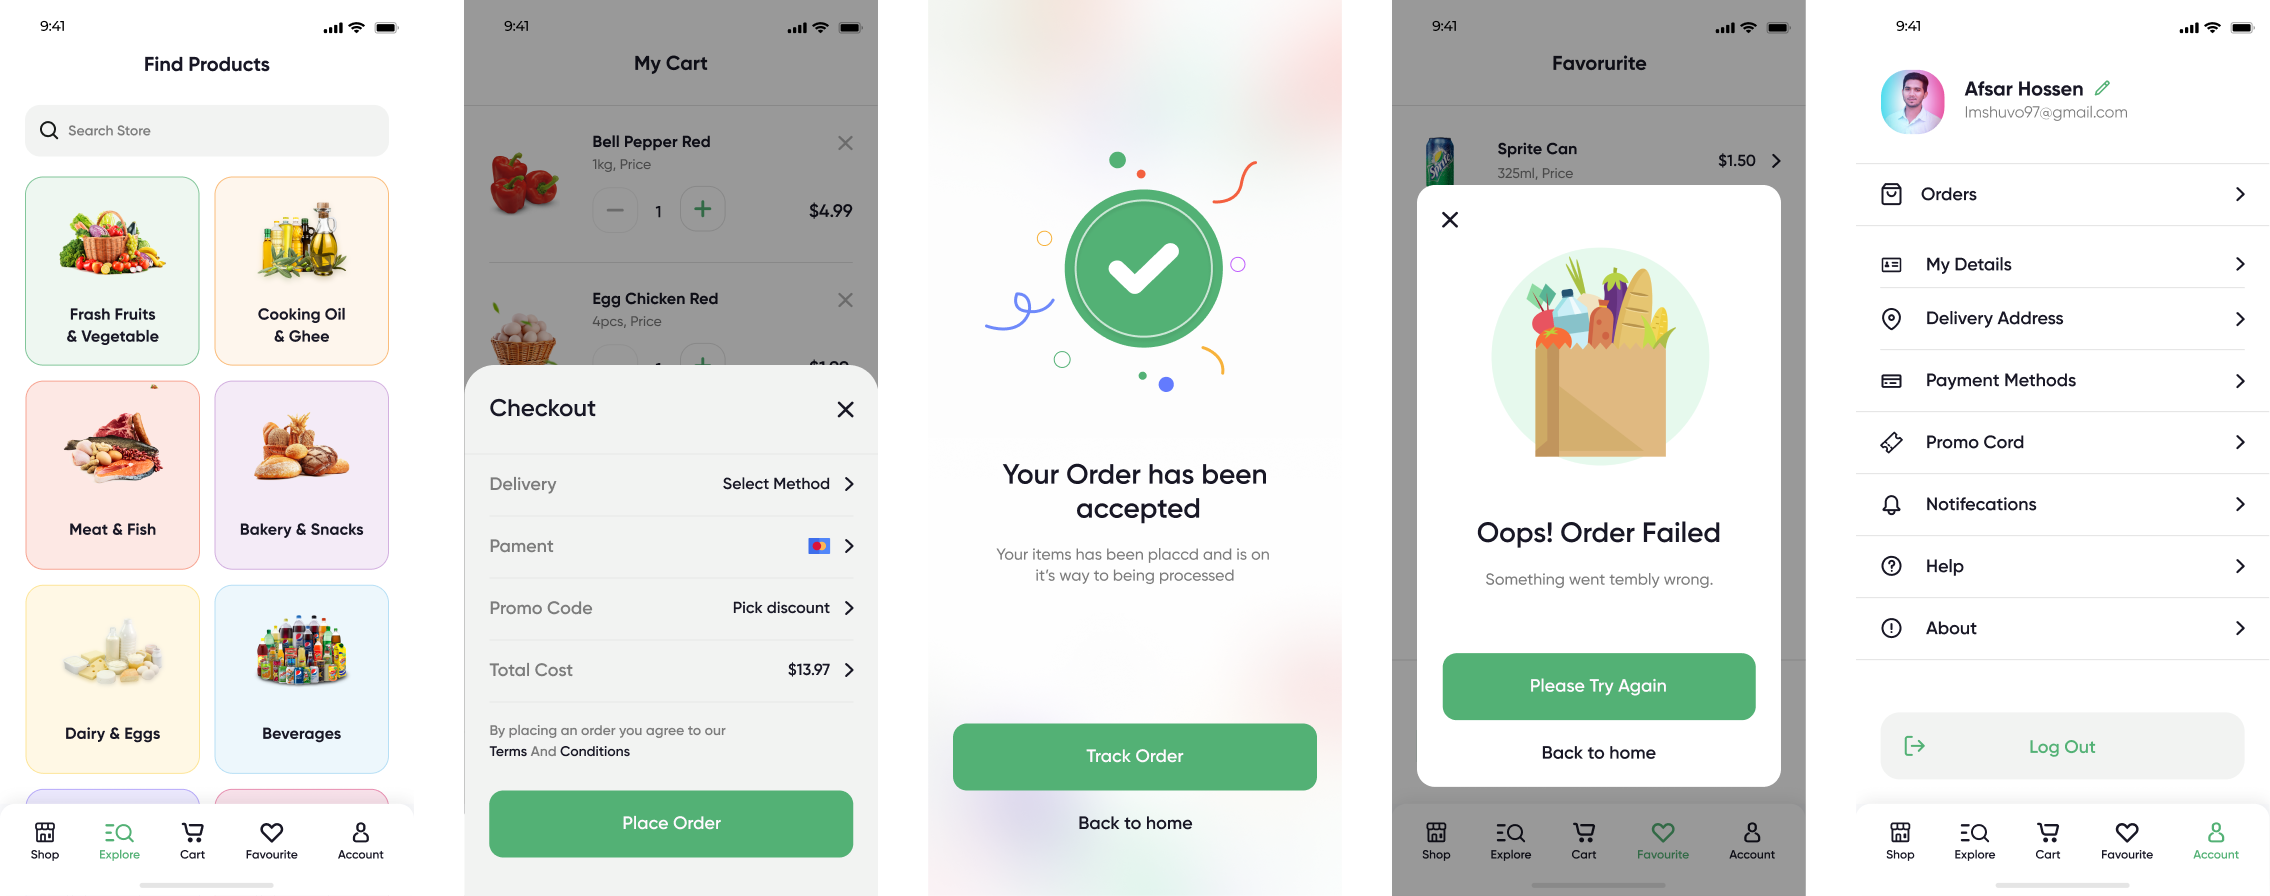 9:41
Find Products
Search Store
Frash Fruits
& Vegetable
Cooking Oil
& Ghee
Meat & Fish
Bakery & Snacks
Dairy & Eggs
Beverages
Shop
Explore
Cart
Favourite
Account
9:41
My Cart
Bell Pepper Red
1kg, Price
1
$4.99
Egg Chicken Red
4pcs, Price
Checkout
Delivery
Select Method
Pament
Promo Code
Pick discount
Total Cost
$13.97
By placing an order you agree to our
Terms And Conditions
Place Order
Your Order has been
accepted
Your items has been placcd and is on
it's way to being processed
Track Order
Back to home
9:41
Favorurite
Sprite Can
325ml, Price
$1.50
Sprite
Oops! Order Failed
Something went tembly wrong.
Please Try Again
Back to home
Shop
Explore
Cart
Favourite
Account
9:41
Afsar Hossen
Imshuvo97@gmail.com
Orders
My Details
Delivery Address
Payment Methods
Promo Cord
Notifecations
Help
About
Log Out
Shop
Explore
Cart
Favourite
Account